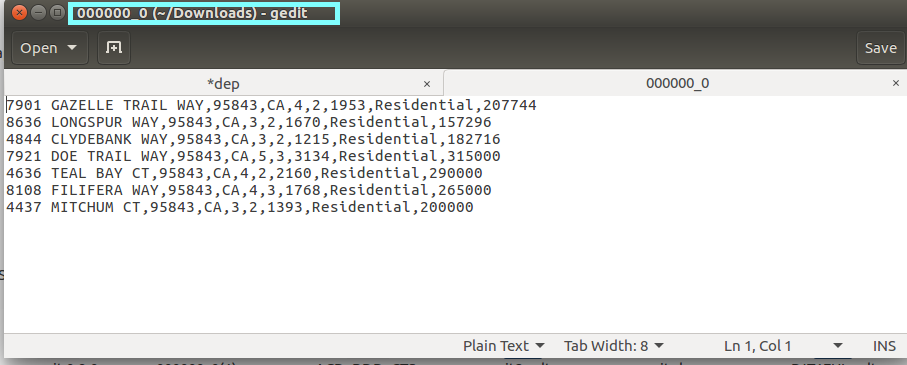 000000_0 (~/Downloads) - gedit
Open
Save
*dep × 000000_0 ×
7901 GAZELLE TRAIL WAY,95843,CA,4,2,1953,Residential,207744
8636 LONGSPUR WAY,95843,CA,3,2,1670,Residential,157296
4844 CLYDEBANK WAY,95843,CA,3,2,1215,Residential,182716
7921 DOE TRAIL WAY,95843,CA,5,3,3134,Residential,315000
4636 TEAL BAY CT,95843,CA,4,2,2160,Residential,290000
8108 FILIFERA WAY,95843,CA,4,3,1768,Residential,265000
4437 MITCHUM CT,95843,CA,3,2,1393,Residential,200000
Plain Text Tab Width: 8 Ln 1, Col 1 INS